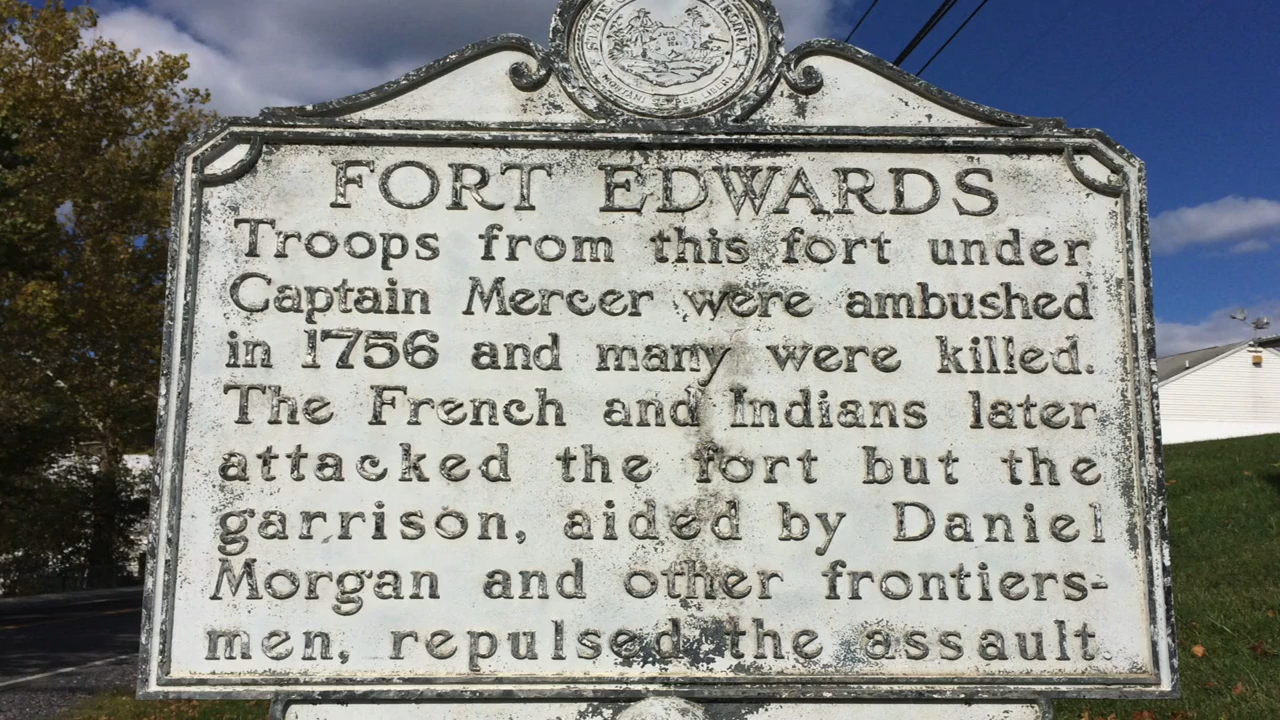 FORT EDWARDS
Troops from this fort under
Captain Mercer were ambushed
in 1756 and many were killed.
The French and Indians later
attacked the fort but the
garrison, aided by Daniel
Morgan and other frontiers-
men, repulsed the assault.